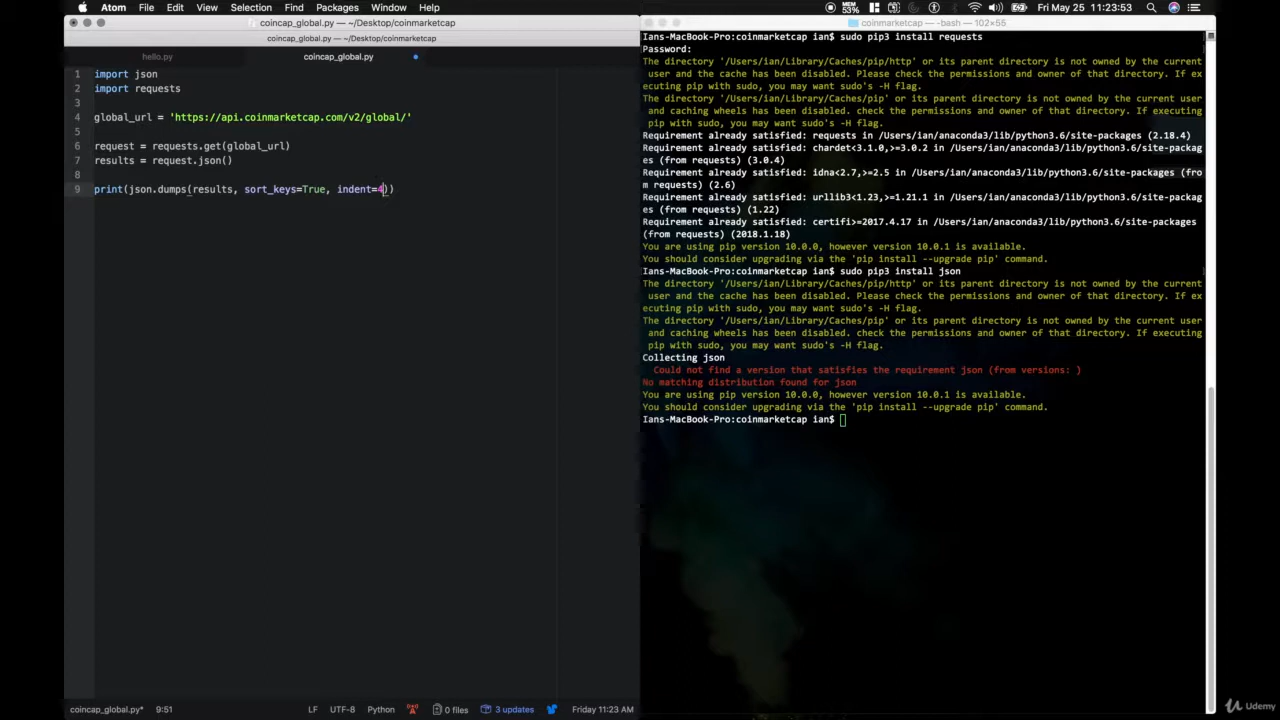 Atom File Edit View Selection Find Packages Window Help
MEM 53% Fri May 25 11:23:53
coincap_global.py — ~/Desktop/coinmarketcap
coincap_global.py — ~/Desktop/coinmarketcap
hello.py coincap_global.py
1 import json
2 import requests
3
4 global_url = 'https://api.coinmarketcap.com/v2/global/'
5
6 request = requests.get(global_url)
7 results = request.json()
8
9 print(json.dumps(results, sort_keys=True, indent=4))
coincap_global.py* 9:51 LF UTF-8 Python 0 files 3 updates Friday 11:23 AM
coinmarketcap — -bash — 102×55
Ians-MacBook-Pro:coinmarketcap ian$ sudo pip3 install requests
Password:
The directory '/Users/ian/Library/Caches/pip/http' or its parent directory is not owned by the current
user and the cache has been disabled. Please check the permissions and owner of that directory. If ex
ecuting pip with sudo, you may want sudo's -H flag.
The directory '/Users/ian/Library/Caches/pip' or its parent directory is not owned by the current user
and caching wheels has been disabled. check the permissions and owner of that directory. If executing
pip with sudo, you may want sudo's -H flag.
Requirement already satisfied: requests in /Users/ian/anaconda3/lib/python3.6/site-packages (2.18.4)
Requirement already satisfied: chardet<3.1.0,>=3.0.2 in /Users/ian/anaconda3/lib/python3.6/site-packag
es (from requests) (3.0.4)
Requirement already satisfied: idna<2.7,>=2.5 in /Users/ian/anaconda3/lib/python3.6/site-packages (fro
m requests) (2.6)
Requirement already satisfied: urllib3<1.23,>=1.21.1 in /Users/ian/anaconda3/lib/python3.6/site-packag
es (from requests) (1.22)
Requirement already satisfied: certifi>=2017.4.17 in /Users/ian/anaconda3/lib/python3.6/site-packages
(from requests) (2018.1.18)
You are using pip version 10.0.0, however version 10.0.1 is available.
You should consider upgrading via the 'pip install --upgrade pip' command.
Ians-MacBook-Pro:coinmarketcap ian$ sudo pip3 install json
The directory '/Users/ian/Library/Caches/pip/http' or its parent directory is not owned by the current
user and the cache has been disabled. Please check the permissions and owner of that directory. If ex
ecuting pip with sudo, you may want sudo's -H flag.
The directory '/Users/ian/Library/Caches/pip' or its parent directory is not owned by the current user
and caching wheels has been disabled. check the permissions and owner of that directory. If executing
pip with sudo, you may want sudo's -H flag.
Collecting json
Could not find a version that satisfies the requirement json (from versions: )
No matching distribution found for json
You are using pip version 10.0.0, however version 10.0.1 is available.
You should consider upgrading via the 'pip install --upgrade pip' command.
Ians-MacBook-Pro:coinmarketcap ian$
Udemy